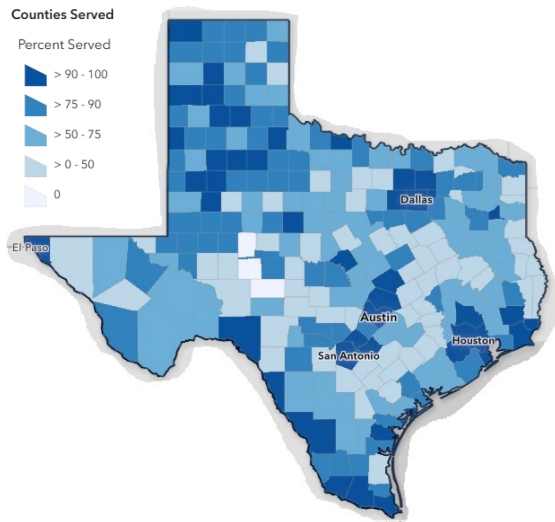 Counties Served
Percent Served
> 90 - 100
> 75 - 90
> 50 - 75
> 0 - 50
0
Dallas
El Paso
Austin
Houston
San Antonio